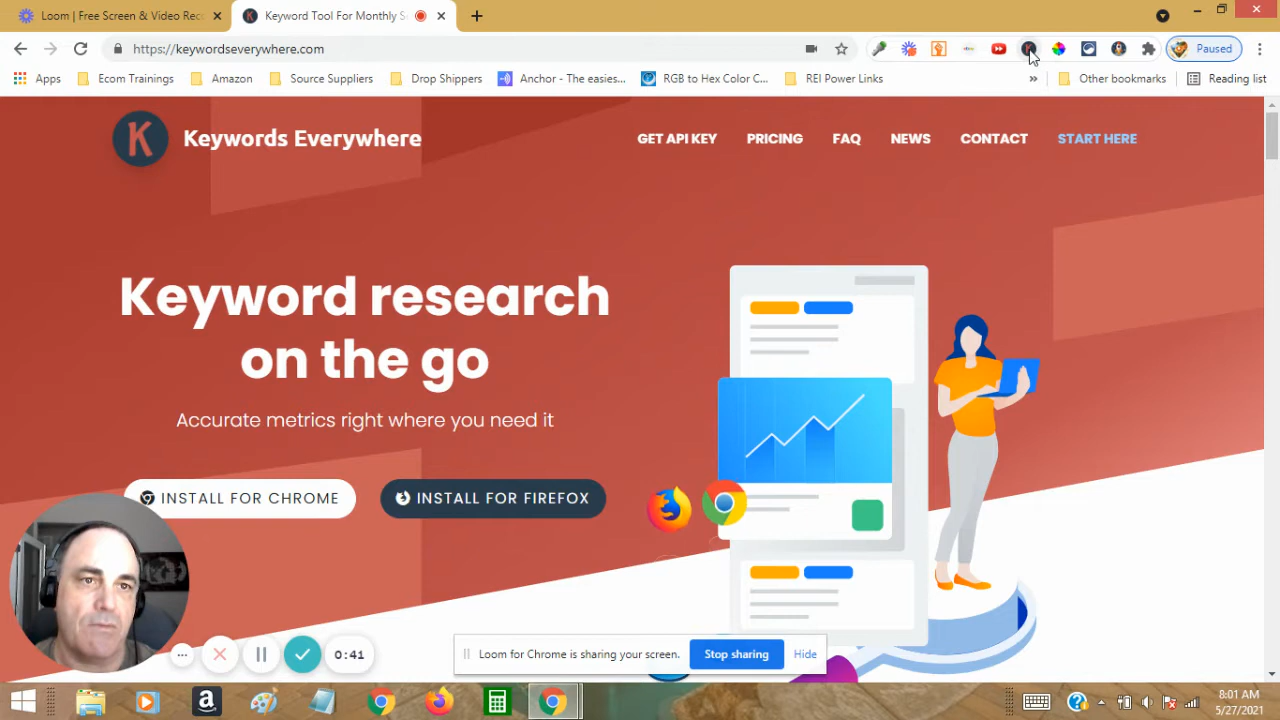 Loom | Free Screen & Video Rec
Keyword Tool For Monthly S
https://keywordseverywhere.com
Paused
Apps
Ecom Trainings
Amazon
Source Suppliers
Drop Shippers
Anchor - The easies...
RGB to Hex Color C...
REI Power Links
»
Other bookmarks
Reading list
K
Keywords Everywhere
GET API KEY
PRICING
FAQ
NEWS
CONTACT
START HERE
Keyword research
on the go
Accurate metrics right where you need it
INSTALL FOR CHROME
INSTALL FOR FIREFOX
0:41
Loom for Chrome is sharing your screen.
Stop sharing
Hide
8:01 AM
5/27/2021